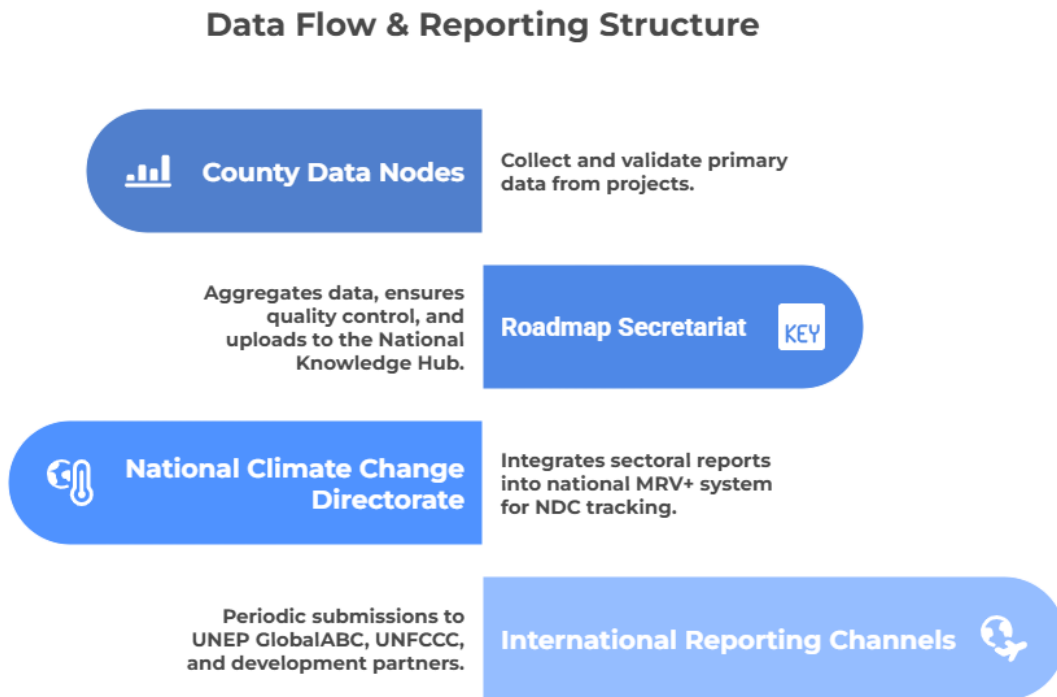 Data Flow & Reporting Structure
County Data Nodes
Collect and validate primary
data from projects.
Aggregates data, ensures
quality control, and
uploads to the National
Knowledge Hub.
Roadmap Secretariat
KEY
National Climate Change
Directorate
Integrates sectoral reports
into national MRV+ system
for NDC tracking.
Periodic submissions to
UNEP GlobalABC, UNFCCC,
and development partners.
International Reporting Channels